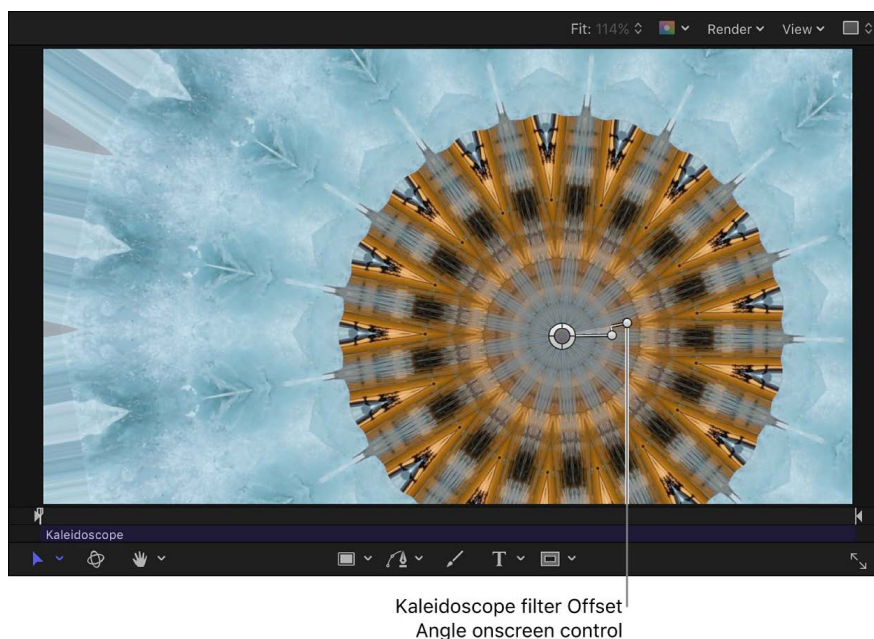 Fit: 114% Render View
Kaleidoscope
T
Kaleidoscope filter Offset
Angle onscreen control